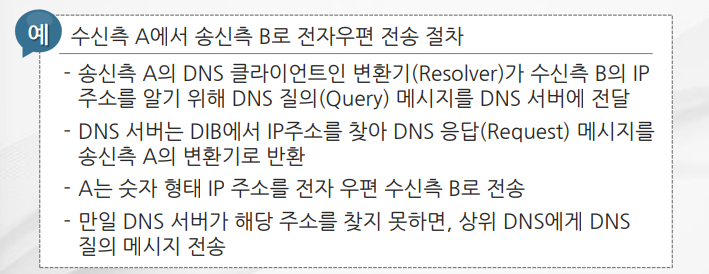 예 수신측 A에서 송신측 B로 전자우편 전송 절차
- 송신측 A의 DNS 클라이언트인 변환기(Resolver)가 수신측 B의 IP
주소를 알기 위해 DNS 질의(Query) 메시지를 DNS 서버에 전달
- DNS 서버는 DIB에서 IP주소를 찾아 DNS 응답(Request) 메시지를
송신측 A의 변환기로 반환
- A는 숫자 형태 IP 주소를 전자 우편 수신측 B로 전송
- 만일 DNS 서버가 해당 주소를 찾지 못하면, 상위 DNS에게 DNS
질의 메시지 전송